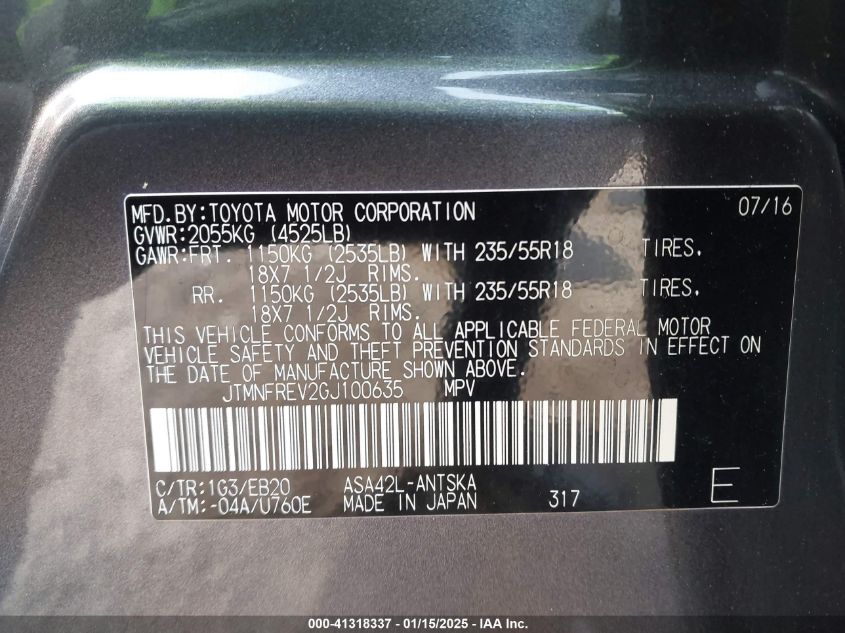 MFD.BY:TOYOTA MOTOR CORPORATION 07/16
GVWR:2055KG (4525LB)
GAWR:FRT. 1150KG (2535LB) WITH 235/55R18 TIRES.
18X7 1/2J RIMS.
RR. 1150KG (2535LB) WITH 235/55R18 TIRES.
18X7 1/2J RIMS.
THIS VEHICLE CONFORMS TO ALL APPLICABLE FEDERAL MOTOR
VEHICLE SAFETY AND THEFT PREVENTION STANDARDS IN EFFECT ON
THE DATE OF MANUFACTURE SHOWN ABOVE.
JTMNFREV2GJ100635 MPV
C/TR:1G3/EB20 ASA42L-ANTSKA
A/TM:-04A/U760E MADE IN JAPAN 317 E
000-41318337 - 01/15/2025 - IAA Inc.